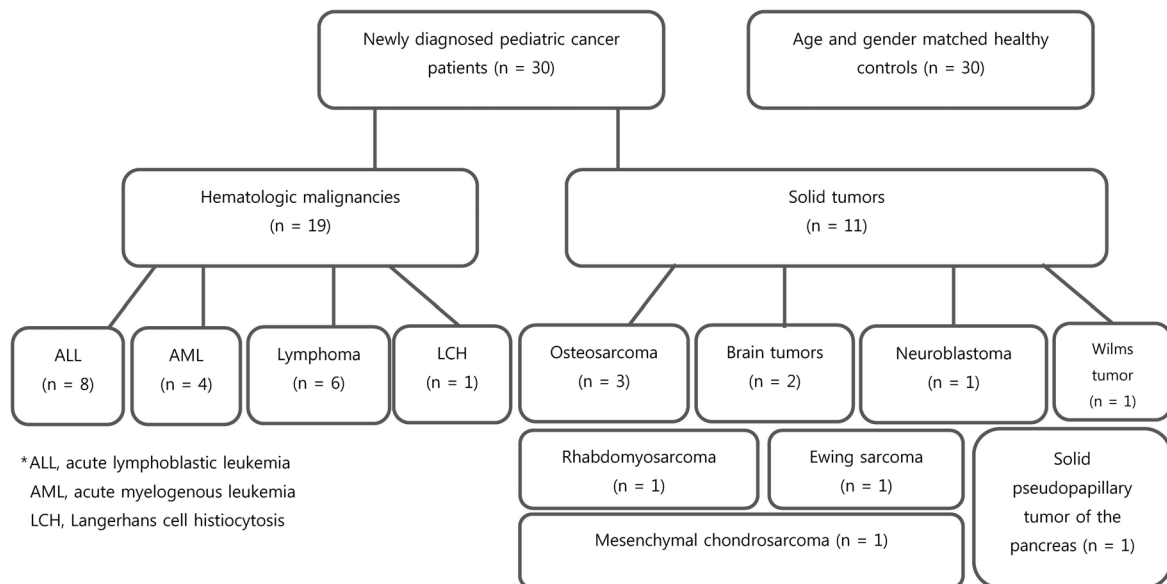 Newly diagnosed pediatric cancer
patients (n = 30)
Age and gender matched healthy
controls (n = 30)
Hematologic malignancies
(n = 19)
Solid tumors
(n = 11)
ALL
(n = 8)
AML
(n = 4)
Lymphoma
(n = 6)
LCH
(n = 1)
Osteosarcoma
(n = 3)
Brain tumors
(n = 2)
Neuroblastoma
(n = 1)
Wilms
tumor
(n = 1)
Rhabdomyosarcoma
(n = 1)
Ewing sarcoma
(n = 1)
Solid
pseudopapillary
tumor of the
pancreas (n = 1)
Mesenchymal chondrosarcoma (n = 1)
*ALL, acute lymphoblastic leukemia
AML, acute myelogenous leukemia
LCH, Langerhans cell histiocytosis